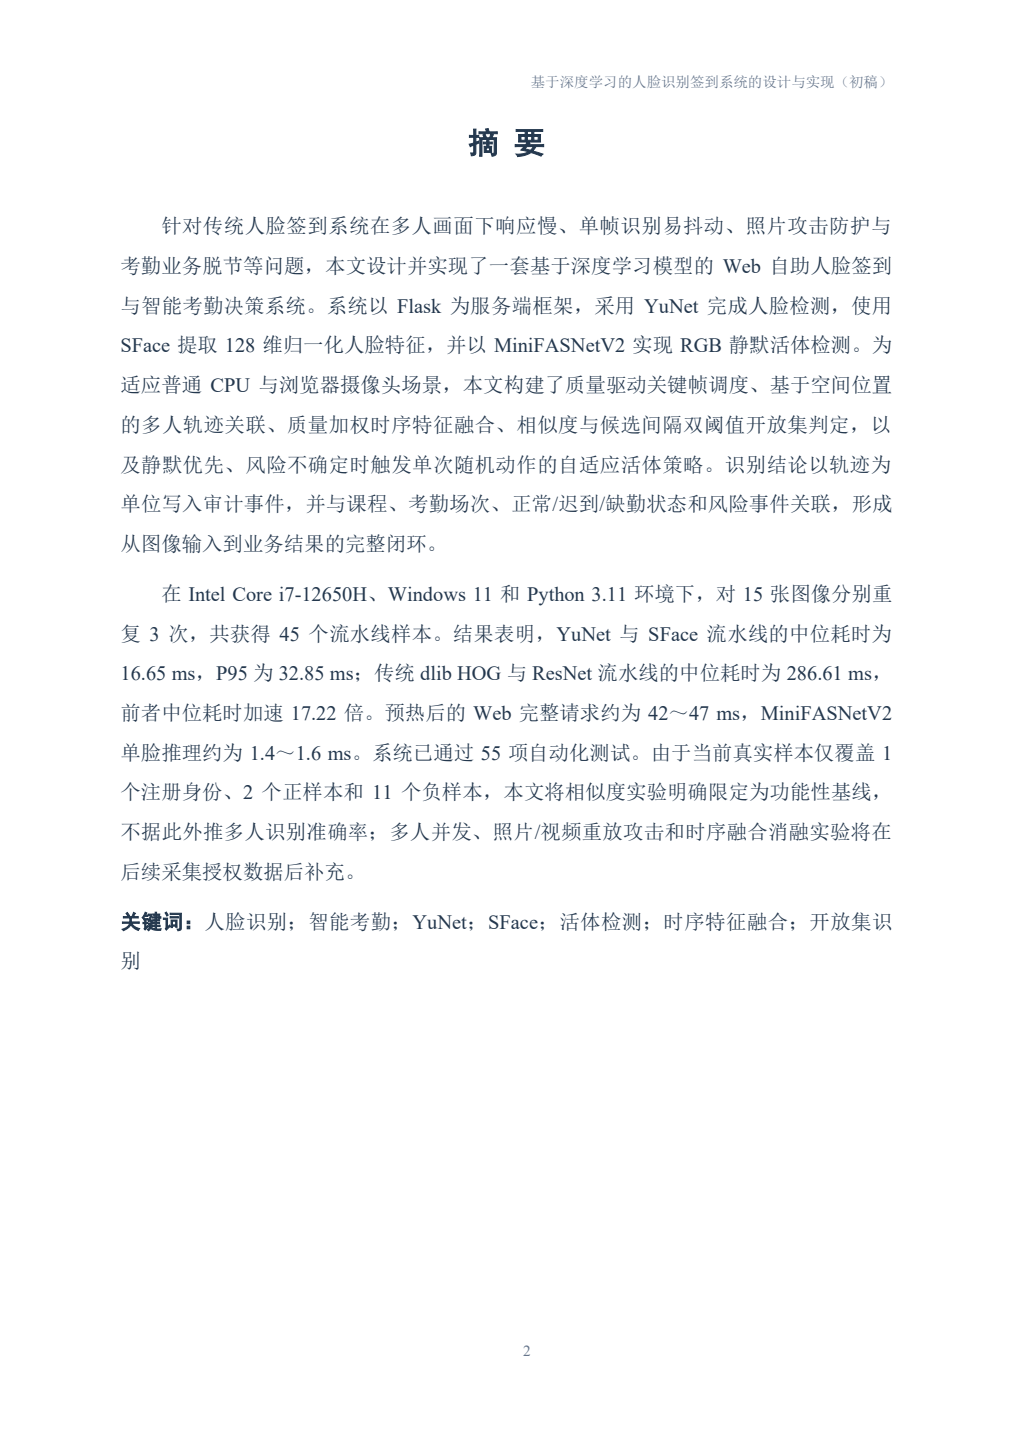 基于深度学习的人脸识别签到系统的设计与实现（初稿）
摘 要
针对传统人脸签到系统在多人画面下响应慢、单帧识别易抖动、照片攻击防护与
考勤业务脱节等问题，本文设计并实现了一套基于深度学习模型的 Web 自助人脸签到
与智能考勤决策系统。系统以 Flask 为服务端框架，采用 YuNet 完成人脸检测，使用
SFace 提取 128 维归一化人脸特征，并以 MiniFASNetV2 实现 RGB 静默活体检测。为
适应普通 CPU 与浏览器摄像头场景，本文构建了质量驱动关键帧调度、基于空间位置
的多人轨迹关联、质量加权时序特征融合、相似度与候选间隔双阈值开放集判定，以
及静默优先、风险不确定时触发单次随机动作的自适应活体策略。识别结论以轨迹为
单位写入审计事件，并与课程、考勤场次、正常/迟到/缺勤状态和风险事件关联，形成
从图像输入到业务结果的完整闭环。
在 Intel Core i7-12650H、Windows 11 和 Python 3.11 环境下，对 15 张图像分别重
复 3 次，共获得 45 个流水线样本。结果表明，YuNet 与 SFace 流水线的中位耗时为
16.65 ms，P95 为 32.85 ms；传统 dlib HOG 与 ResNet 流水线的中位耗时为 286.61 ms，
前者中位耗时加速 17.22 倍。预热后的 Web 完整请求约为 42～47 ms，MiniFASNetV2
单脸推理约为 1.4～1.6 ms。系统已通过 55 项自动化测试。由于当前真实样本仅覆盖 1
个注册身份、2 个正样本和 11 个负样本，本文将相似度实验明确限定为功能性基线，
不据此外推多人识别准确率；多人并发、照片/视频重放攻击和时序融合消融实验将在
后续采集授权数据后补充。
关键词：人脸识别；智能考勤；YuNet；SFace；活体检测；时序特征融合；开放集识
别
2